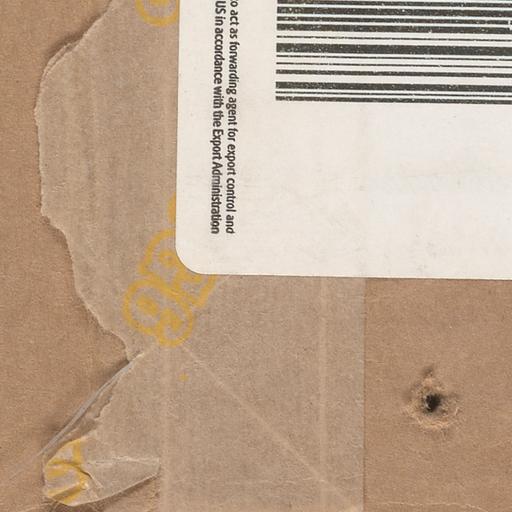 o act as forwarding agent for export control and
US in accordance with the Export Administration